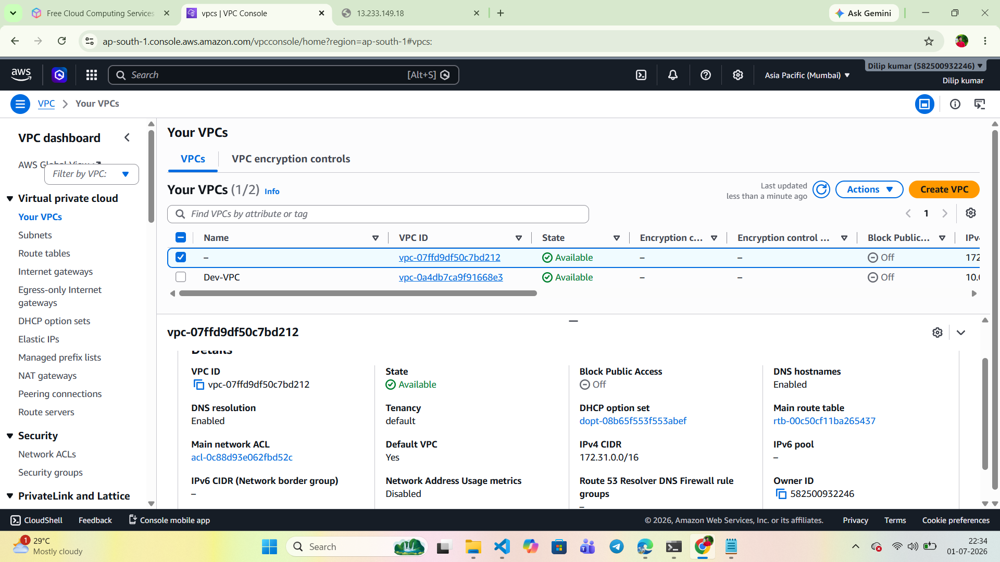 Free Cloud Computing Services
vpcs | VPC Console
13.233.149.18
Ask Gemini
ap-south-1.console.aws.amazon.com/vpcconsole/home?region=ap-south-1#vpcs:
aws
Search
[Alt+S]
Asia Pacific (Mumbai)
Dilip kumar (582500932246)
Dilip kumar
VPC
Your VPCs
VPC dashboard
AWS Global View
Filter by VPC:
Virtual private cloud
Your VPCs
Subnets
Route tables
Internet gateways
Egress-only Internet
gateways
DHCP option sets
Elastic IPs
Managed prefix lists
NAT gateways
Peering connections
Route servers
Security
Network ACLs
Security groups
PrivateLink and Lattice
Your VPCs
VPCs
VPC encryption controls
Your VPCs (1/2) Info
Last updated
less than a minute ago
Actions
Create VPC
Find VPCs by attribute or tag
1
Name VPC ID State Encryption c... Encryption control ... Block Public...
– vpc-07ffd9df50c7bd212 Available – – Off 172
Dev-VPC vpc-0a4db7ca9f91668e3 Available – – Off
vpc-07ffd9df50c7bd212
Details
VPC ID
vpc-07ffd9df50c7bd212
State
Available
Block Public Access
Off
DNS hostnames
Enabled
DNS resolution
Enabled
Tenancy
default
DHCP option set
dopt-08b65f553f553abef
Main route table
rtb-00c50cf11ba265437
Main network ACL
acl-0c88d93e062fbd52c
Default VPC
Yes
IPv4 CIDR
172.31.0.0/16
IPv6 pool
–
IPv6 CIDR (Network border group)
–
Network Address Usage metrics
Disabled
Route 53 Resolver DNS Firewall rule
groups
–
Owner ID
582500932246
CloudShell
Feedback
Console mobile app
© 2026, Amazon Web Services, Inc. or its affiliates.
Privacy
Terms
Cookie preferences
1
29°C
Mostly cloudy
Search
22:34
01-07-2026